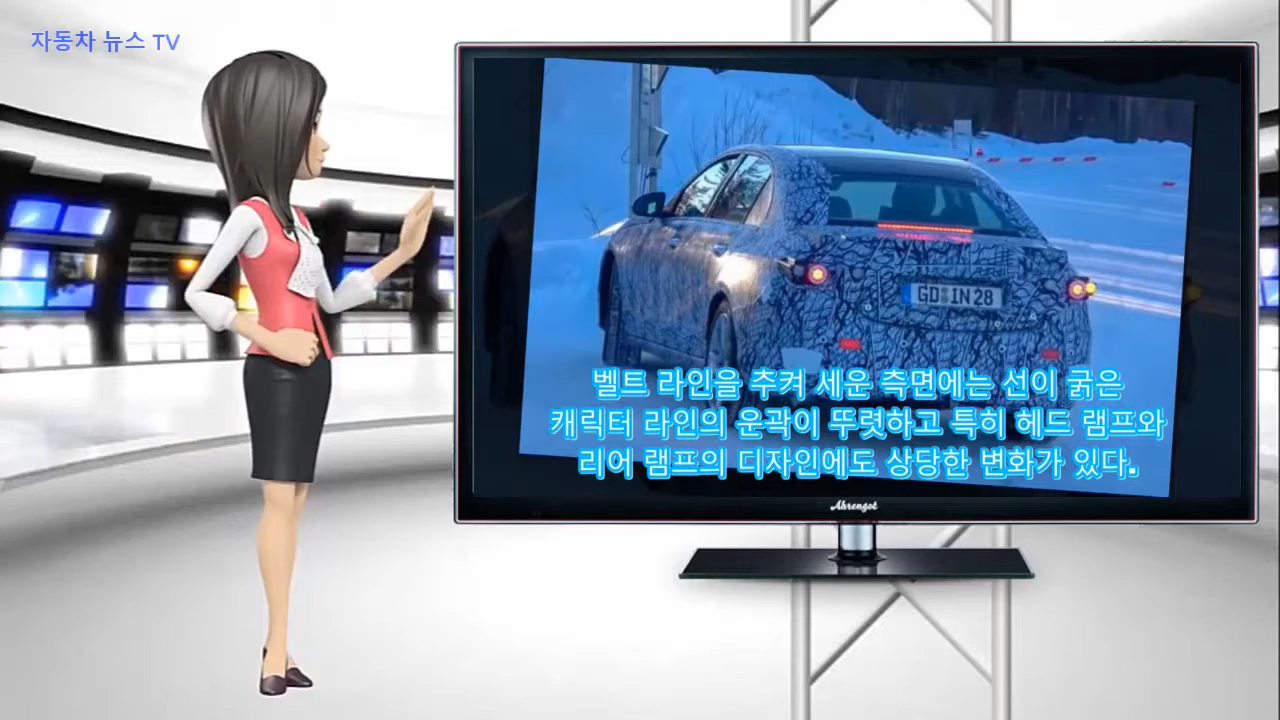 자동차 뉴스 TV
GD IN 28
벨트 라인을 추켜 세운 측면에는 선이 굵은
캐릭터 라인의 운곽이 뚜렷하고 특히 헤드 램프와
리어 램프의 디자인에도 상당한 변화가 있다.